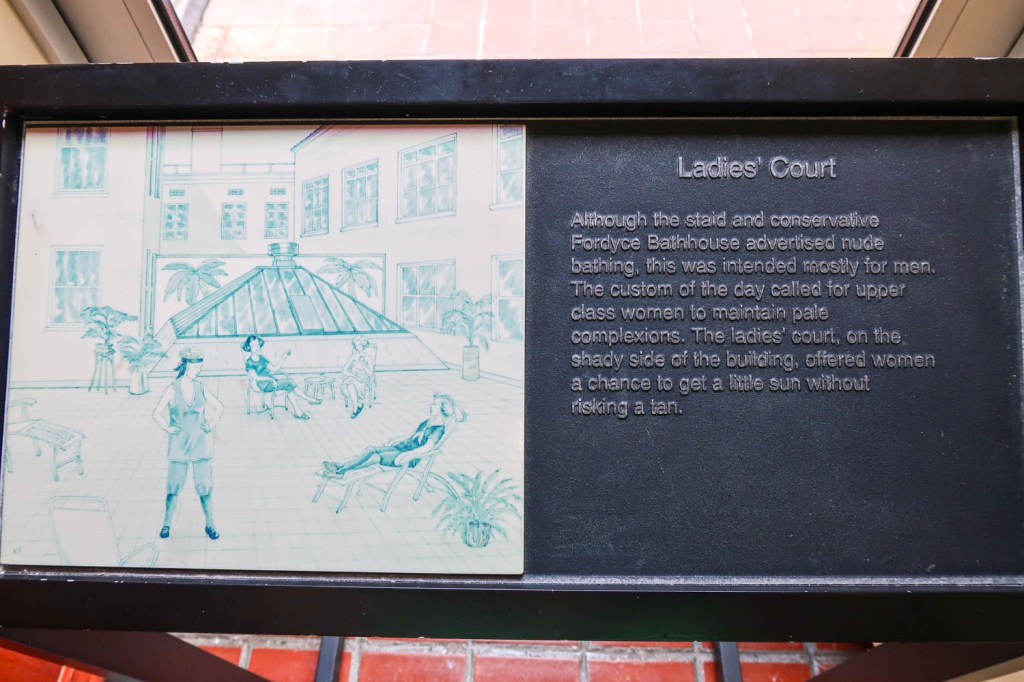 Ladies' Court
Although the staid and conservative
Fordyce Bathhouse advertised nude
bathing, this was intended mostly for men.
The custom of the day called for upper
class women to maintain pale
complexions. The ladies' court, on the
shady side of the building, offered women
a chance to get a little sun without
risking a tan.